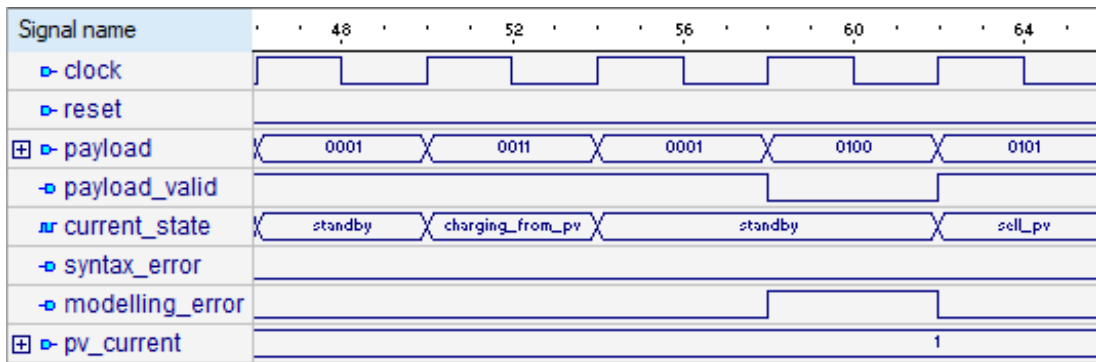 Signal name 48 52 56 60 64
clock
reset
payload 0001 0011 0001 0100 0101
payload_valid
current_state standby charging_from_pv standby sell_pv
syntax_error
modelling_error
pv_current 1